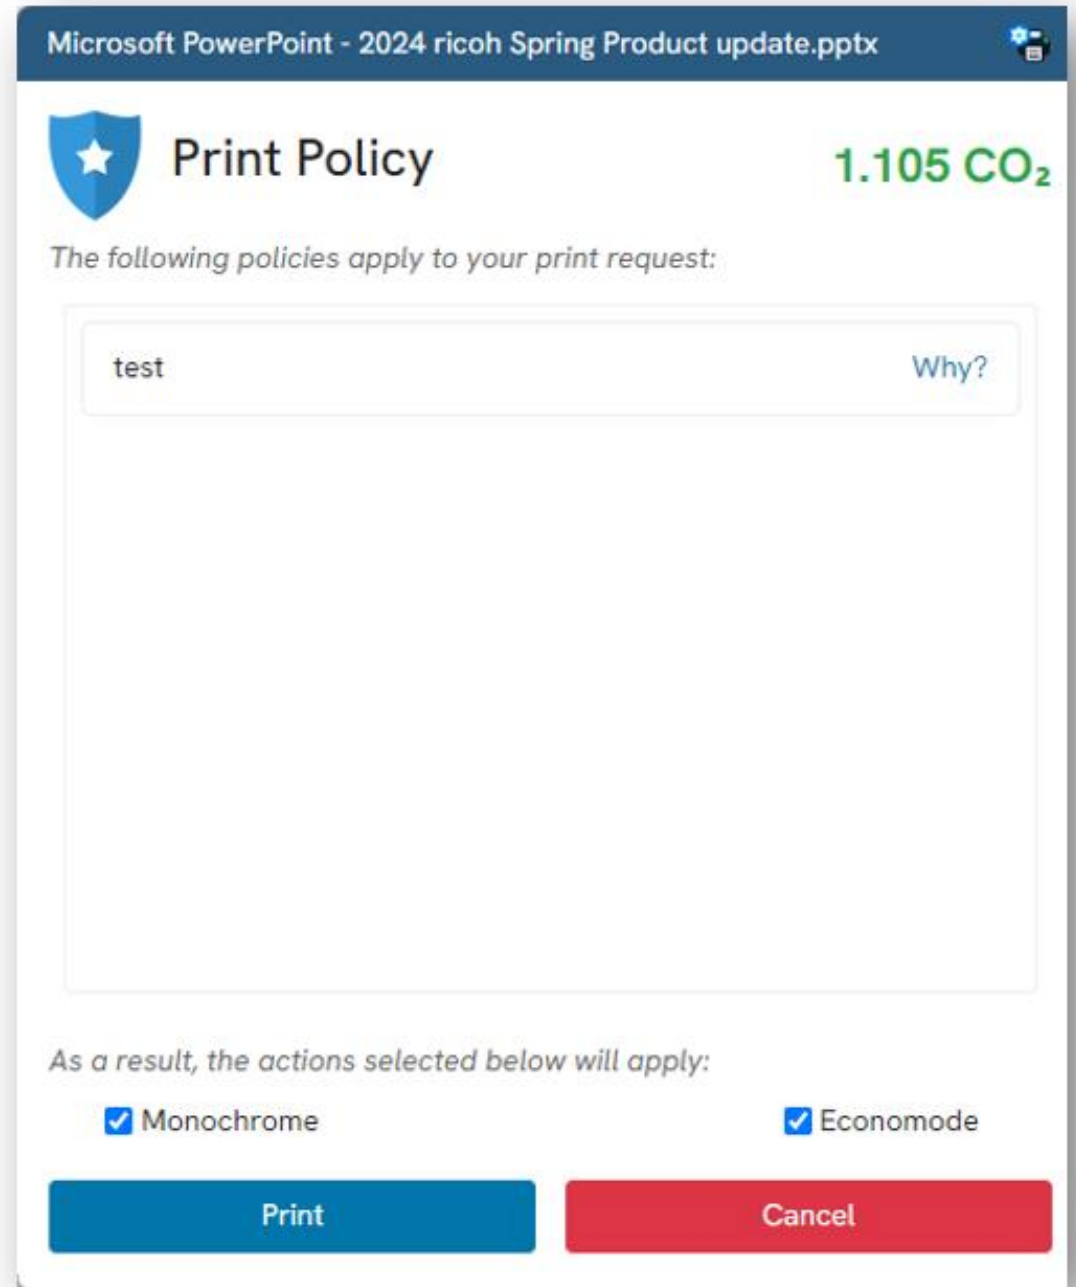 Microsoft PowerPoint - 2024 ricoh Spring Product update.pptx
Print Policy
1.105 CO₂
The following policies apply to your print request:
test
Why?
As a result, the actions selected below will apply:
Monochrome
Economode
Print
Cancel